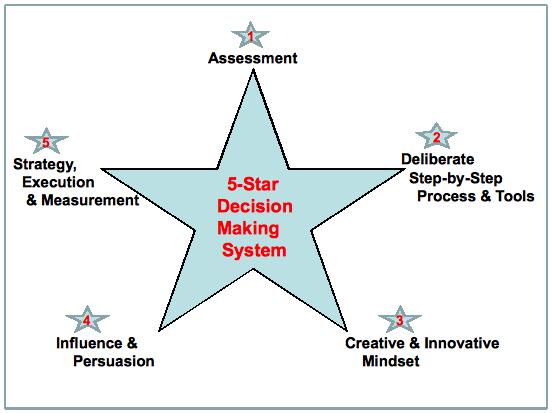 1
Assessment
2
Deliberate
Step-by-Step
Process & Tools
3
Creative & Innovative
Mindset
4
Influence &
Persuasion
5
Strategy,
Execution
& Measurement
5-Star
Decision
Making
System